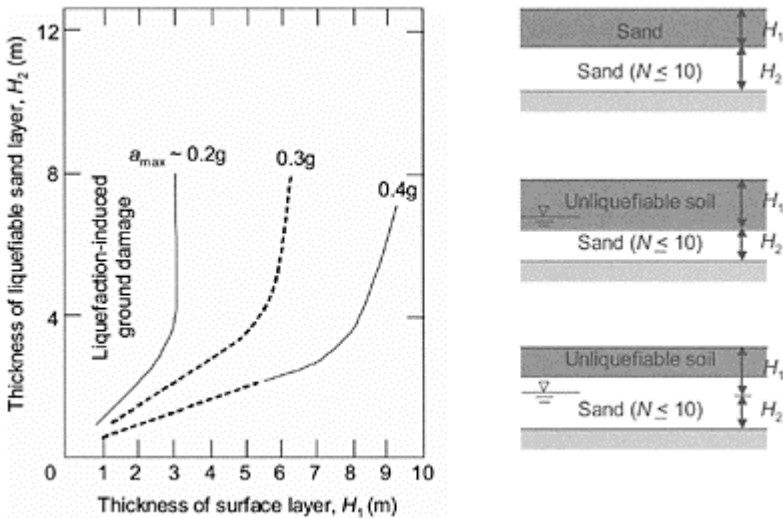 Thickness of liquefiable sand layer, H₂ (m)
12
8
4
0
1 2 3 4 5 6 7 8 9 10
Thickness of surface layer, H₁ (m)
Liquefaction-induced
ground damage
a_max ~ 0.2g
0.3g
0.4g
Sand
H₁
Sand (N ≤ 10)
H₂
Unliquefiable soil
H₁
Sand (N ≤ 10)
H₂
Unliquefiable soil
H₁
Sand (N ≤ 10)
H₂